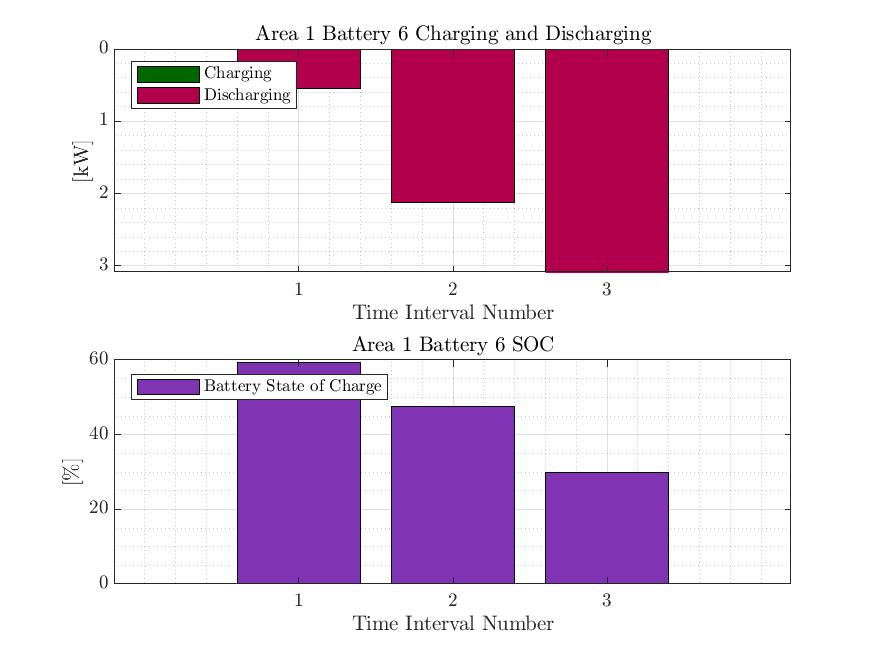 Area 1 Battery 6 Charging and Discharging
0
1
2
3
[kW]
Charging
Discharging
1 2 3
Time Interval Number
Area 1 Battery 6 SOC
60
40
20
0
[%]
Battery State of Charge
1 2 3
Time Interval Number